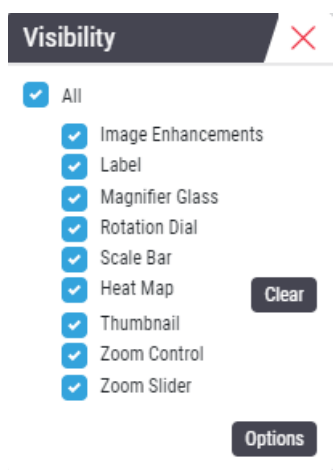 Visibility
All
Image Enhancements
Label
Magnifier Glass
Rotation Dial
Scale Bar
Heat Map Clear
Thumbnail
Zoom Control
Zoom Slider
Options